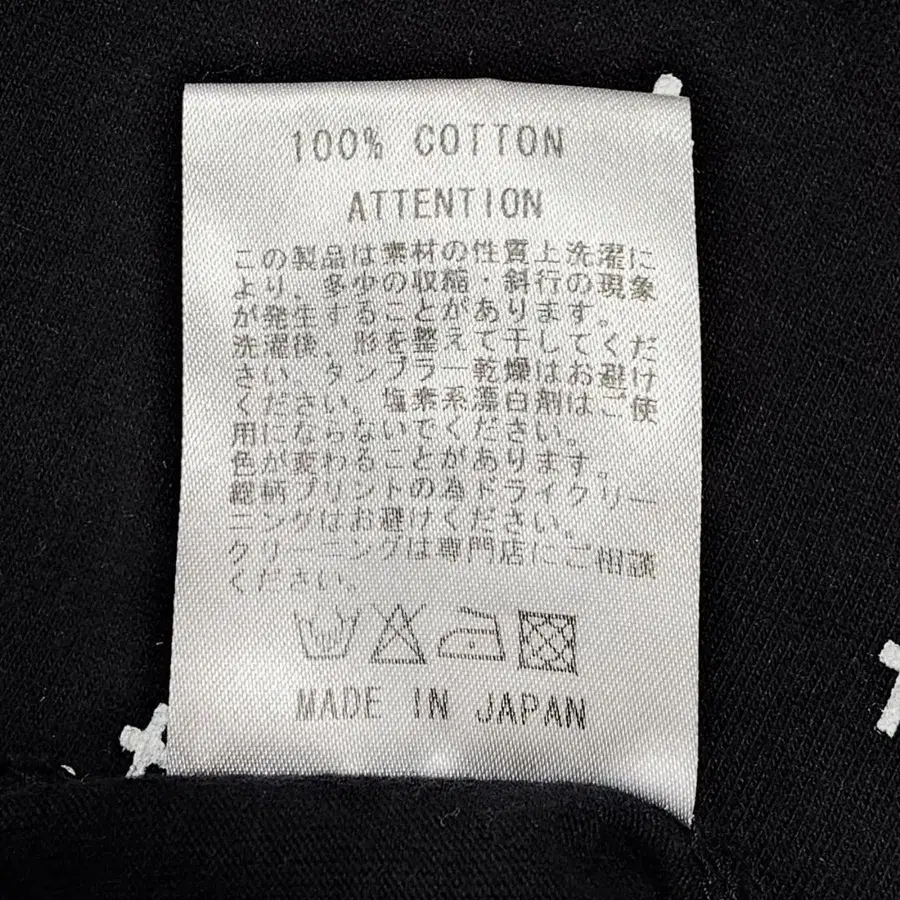 100% COTTON
ATTENTION
この製品は素材の性質上洗濯に
より、多少の収縮・斜行の現象
が発生することがあります。
洗濯後、形を整えて干してくだ
さい。タンブラー乾燥はお避け
ください。塩素系漂白剤はご使
用にならないでください。
色が変わることがあります。
総柄プリントの為ドライクリー
ニングはお避けください。
クリーニングは専門店にご相談
ください。
MADE IN JAPAN